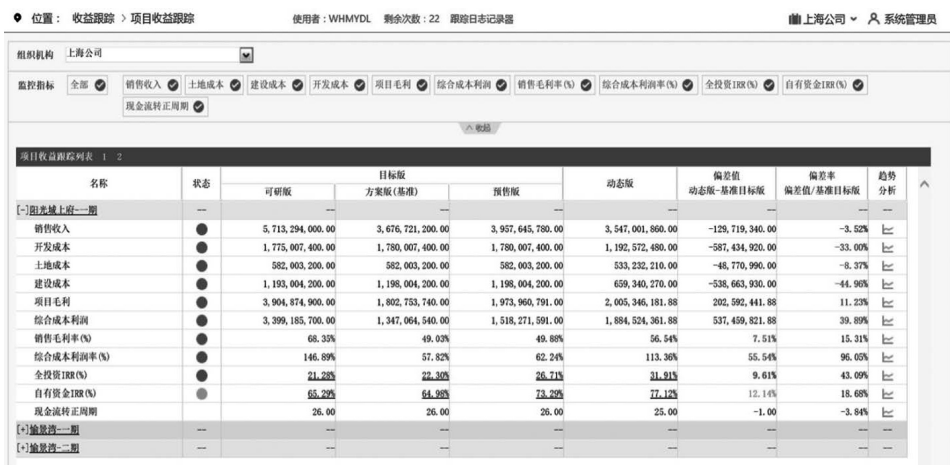 位置： 收益跟踪 > 项目收益跟踪 使用者：WHMYDL 剩余次数：22 跟踪日志记录器 上海公司 系统管理员
组织机构 上海公司
监控指标 全部 销售收入 土地成本 建设成本 开发成本 项目毛利 综合成本利润 销售毛利率(%) 综合成本利润率(%) 全投资IRR(%) 自有资金IRR(%)
现金流转正周期
收起
项目收益跟踪列表 1 2
名称 状态 目标版 动态版 偏差值 偏差率 趋势
可研版 方案版(基准) 预售版 动态版-基准目标版 偏差值/基准目标版 分析
[-]阳光城上府-一期 -- -- -- -- -- -- -- --
销售收入 5,713,294,000.00 3,676,721,200.00 3,957,645,780.00 3,547,001,860.00 -129,719,340.00 -3.52%
开发成本 1,775,007,400.00 1,780,007,400.00 1,780,007,400.00 1,192,572,480.00 -587,434,920.00 -33.00%
土地成本 582,003,200.00 582,003,200.00 582,003,200.00 533,232,210.00 -48,770,990.00 -8.37%
建设成本 1,193,004,200.00 1,198,004,200.00 1,198,004,200.00 659,340,270.00 -538,663,930.00 -44.96%
项目毛利 3,904,874,900.00 1,802,753,740.00 1,973,960,791.00 2,005,346,181.88 202,592,441.88 11.23%
综合成本利润 3,399,185,700.00 1,347,064,540.00 1,518,271,591.00 1,884,524,361.88 537,459,821.88 39.89%
销售毛利率(%) 68.35% 49.03% 49.88% 56.54% 7.51% 15.31%
综合成本利润率(%) 146.89% 57.82% 62.24% 113.36% 55.54% 96.05%
全投资IRR(%) 21.28% 22.30% 26.71% 31.91% 9.61% 43.09%
自有资金IRR(%) 65.29% 64.98% 73.29% 77.12% 12.14% 18.68%
现金流转正周期 26.00 26.00 26.00 25.00 -1.00 -3.84%
[+]愉景湾-一期 -- -- -- -- -- -- -- --
[+]愉景湾-二期 -- -- -- -- -- -- -- --